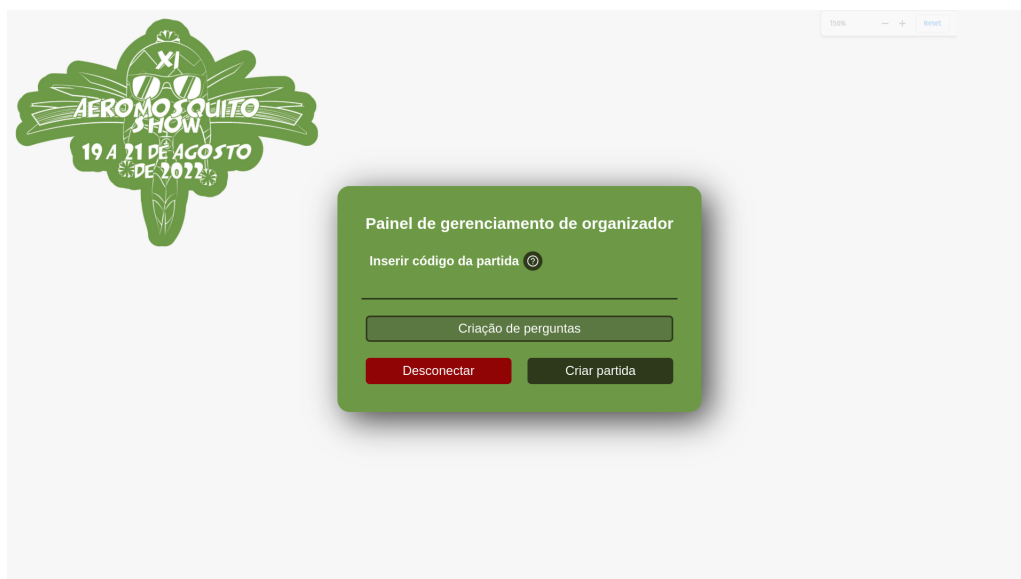 150%
Reset
XI
AEROMOSQUITO
SHOW
19 A 21 DE AGOSTO
DE 2022
Painel de gerenciamento de organizador
Inserir código da partida
Criação de perguntas
Desconectar
Criar partida